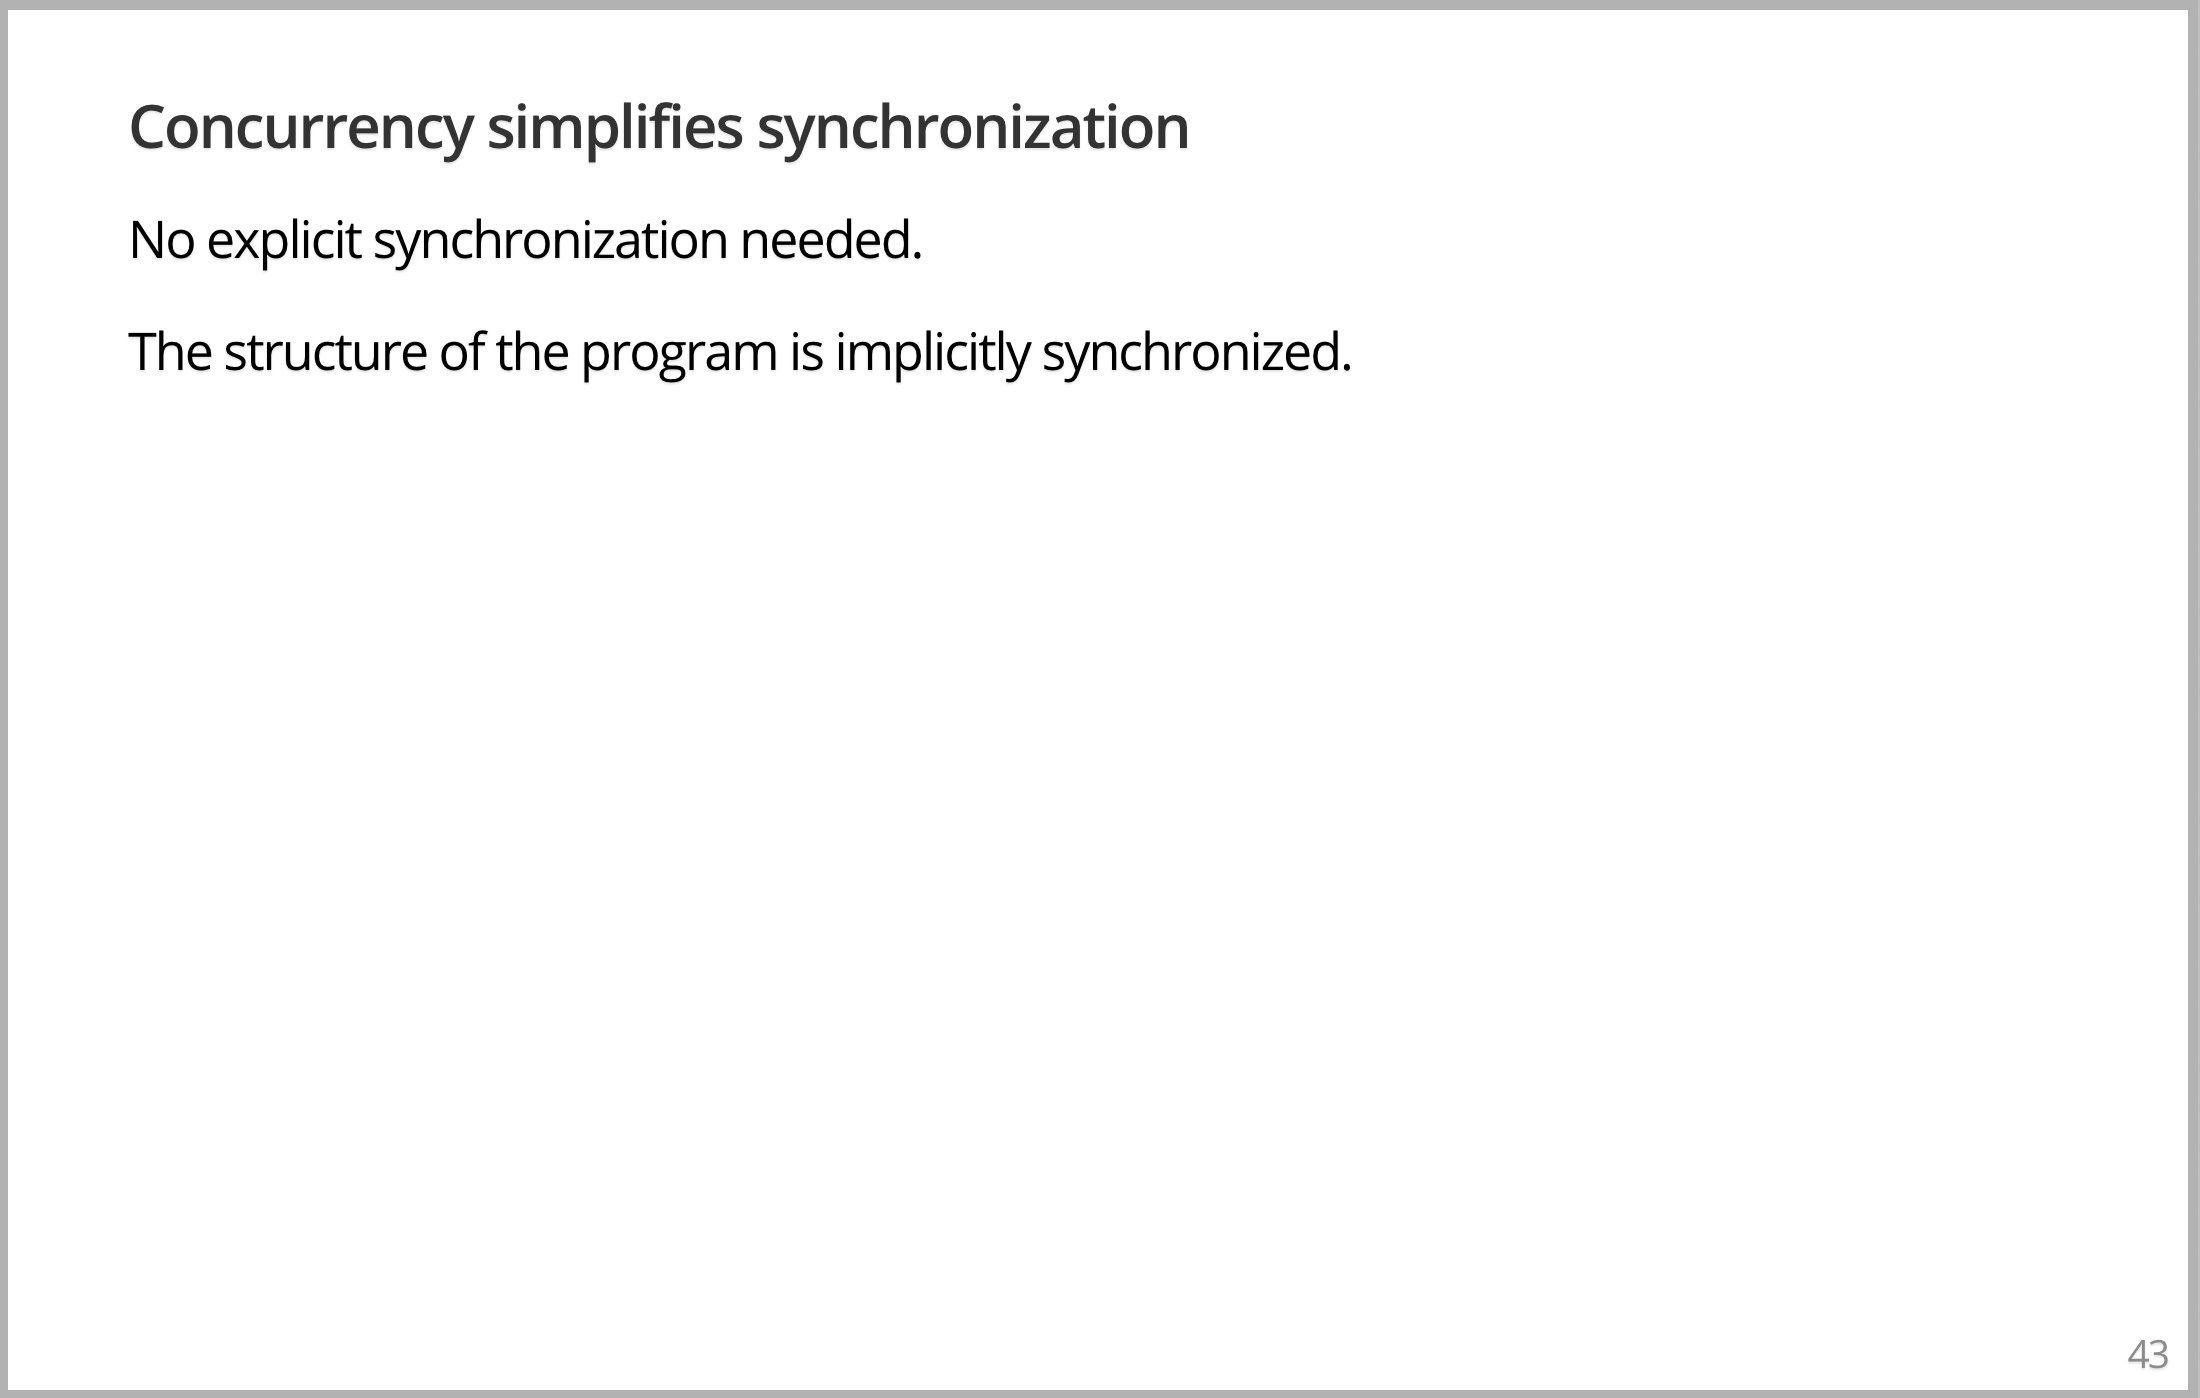 Concurrency simplifies synchronization
No explicit synchronization needed.
The structure of the program is implicitly synchronized.
43